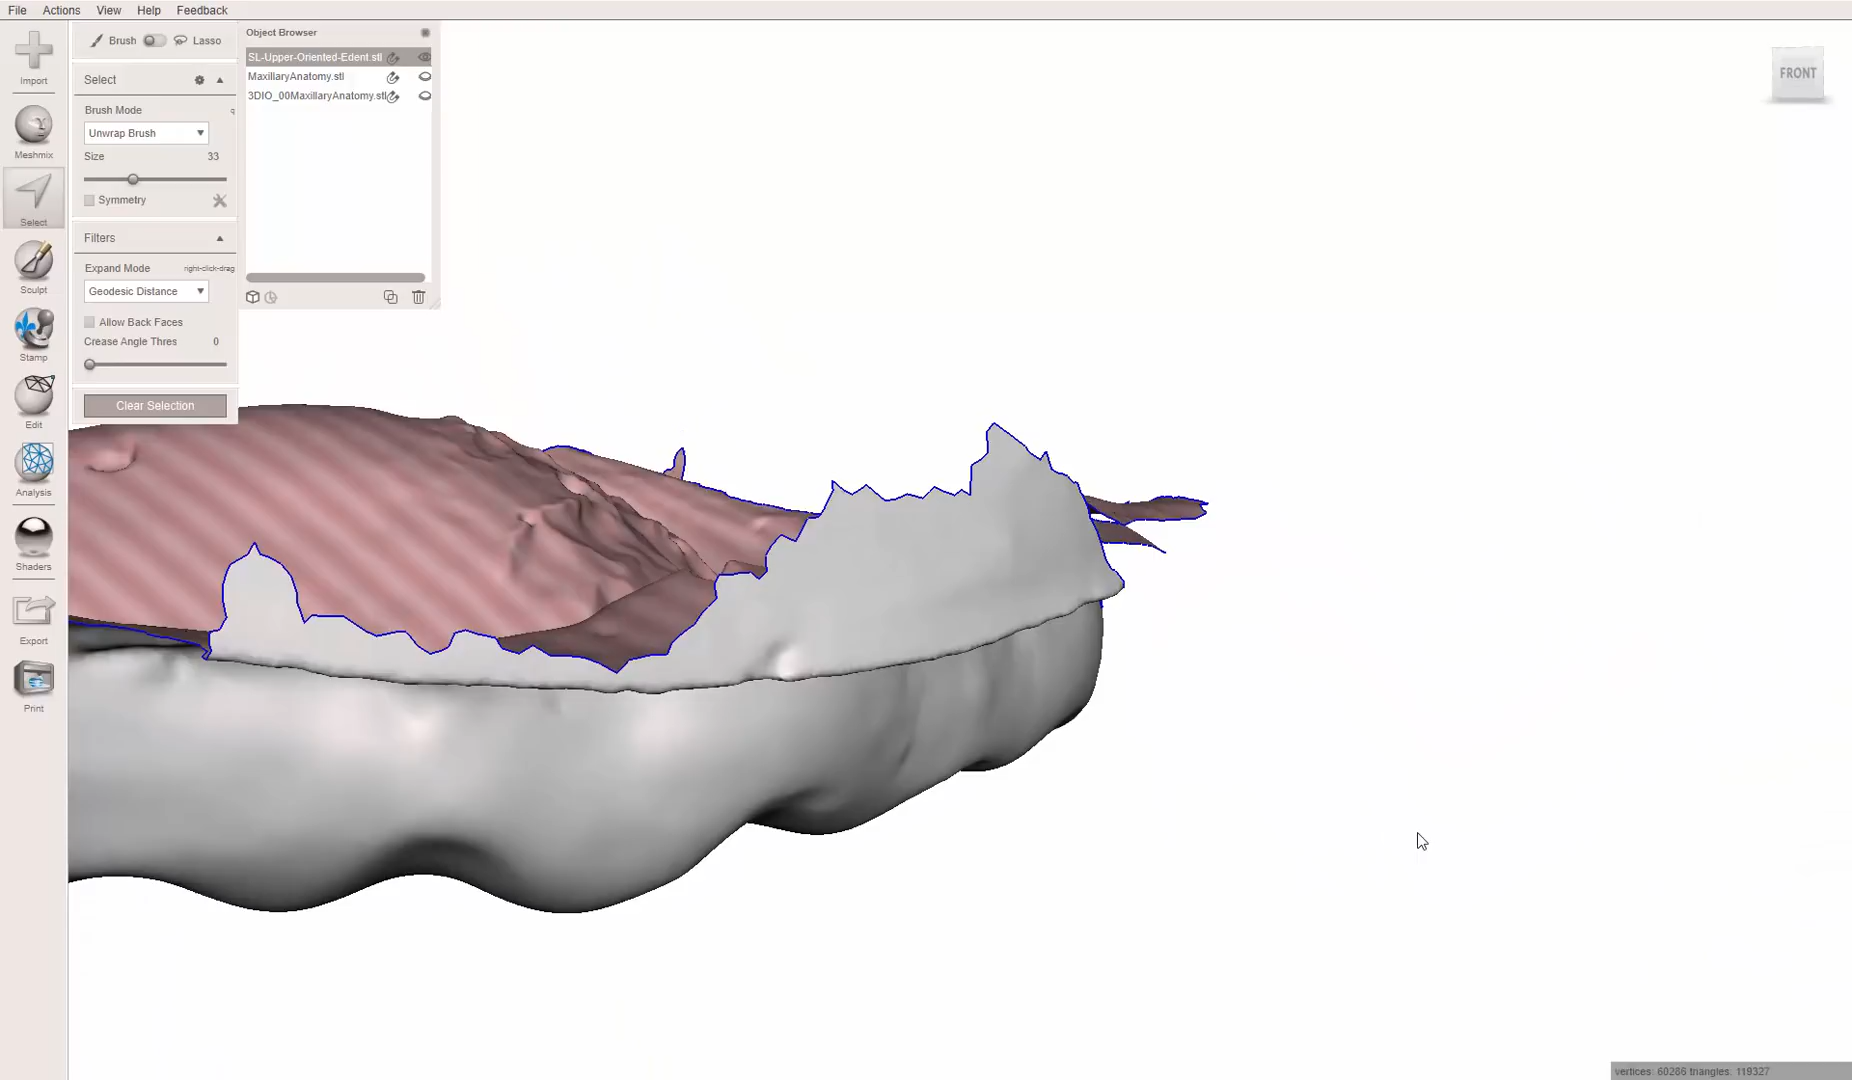 File Actions View Help Feedback
Import
Meshmix
Select
Sculpt
Stamp
Edit
Analysis
Shaders
Export
Print
Brush Lasso
Select
Brush Mode q
Unwrap Brush
Size 33
Symmetry
Filters
Expand Mode right-click-drag
Geodesic Distance
Allow Back Faces
Crease Angle Thres 0
Clear Selection
Object Browser
SL-Upper-Oriented-Edent.stl
MaxillaryAnatomy.stl
3DIO_00MaxillaryAnatomy.stl
FRONT
vertices: 60286 triangles: 119327